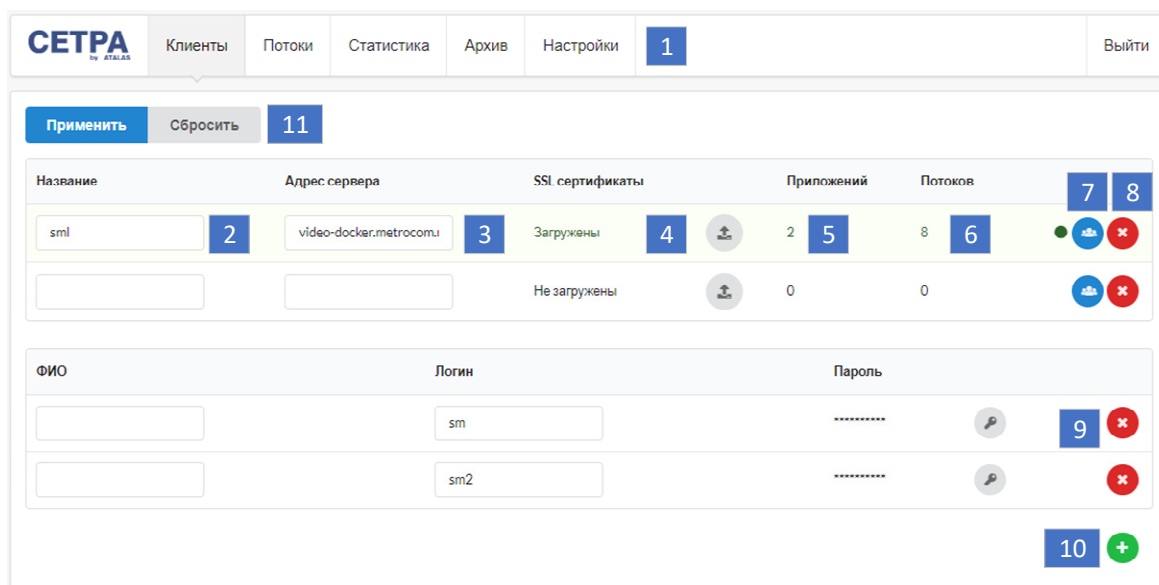 СЕТРА Клиенты Потоки Статистика Архив Настройки 1 Выйти
by ATALAS
Применить Сбросить 11
Название Адрес сервера SSL сертификаты Приложений Потоков 7 8
sml 2 video-docker.metrocom.r 3 Загружены 4 2 5 8 6
Не загружены 0 0
ФИО Логин Пароль
sm ********** 9
sm2 **********
10